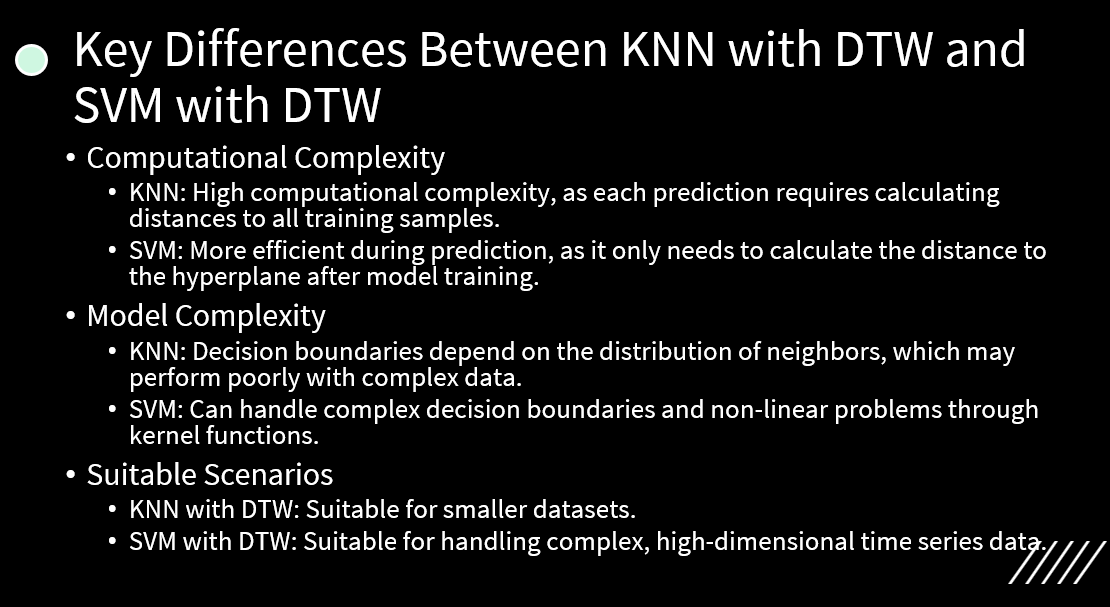 Key Differences Between KNN with DTW and
SVM with DTW
• Computational Complexity
• KNN: High computational complexity, as each prediction requires calculating
distances to all training samples.
• SVM: More efficient during prediction, as it only needs to calculate the distance to
the hyperplane after model training.
• Model Complexity
• KNN: Decision boundaries depend on the distribution of neighbors, which may
perform poorly with complex data.
• SVM: Can handle complex decision boundaries and non-linear problems through
kernel functions.
• Suitable Scenarios
• KNN with DTW: Suitable for smaller datasets.
• SVM with DTW: Suitable for handling complex, high-dimensional time series data.